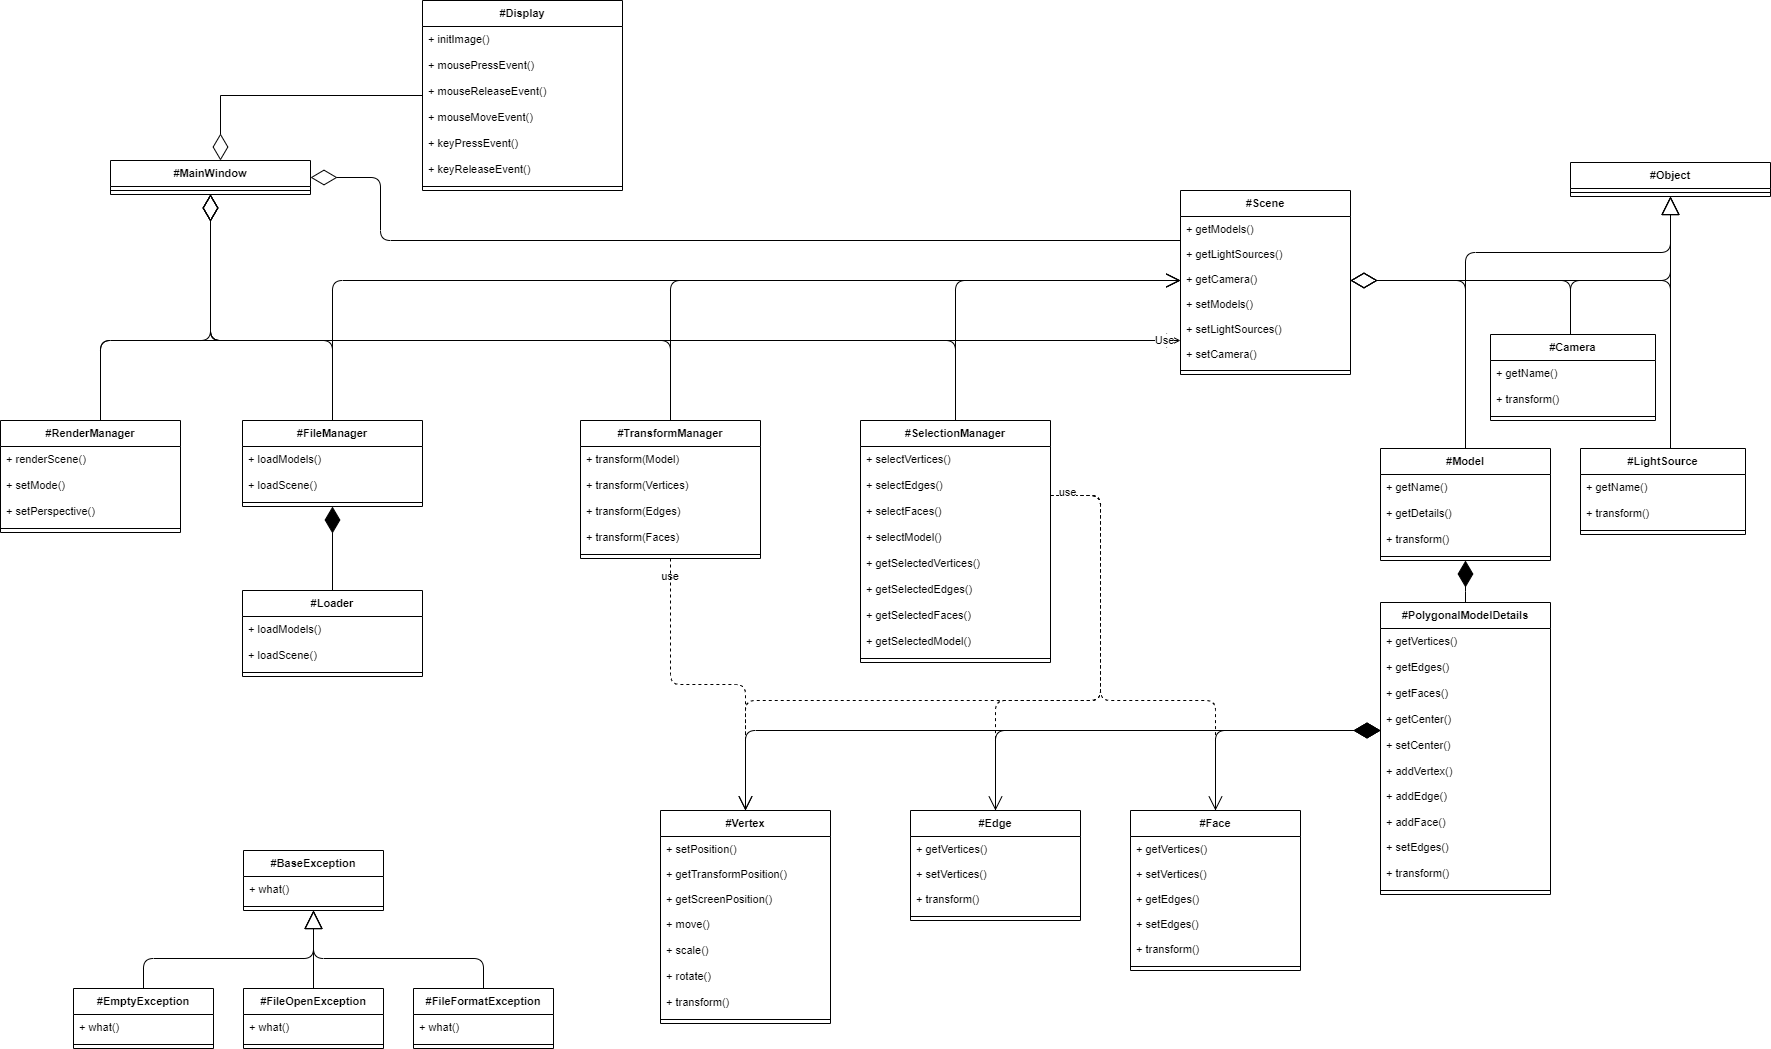 #Display
+ initImage()
+ mousePressEvent()
+ mouseReleaseEvent()
+ mouseMoveEvent()
+ keyPressEvent()
+ keyReleaseEvent()
#MainWindow
#Scene
+ getModels()
+ getLightSources()
+ getCamera()
+ setModels()
+ setLightSources()
+ setCamera()
Use
#Object
#Camera
+ getName()
+ transform()
#RenderManager
+ renderScene()
+ setMode()
+ setPerspective()
#FileManager
+ loadModels()
+ loadScene()
#TransformManager
+ transform(Model)
+ transform(Vertices)
+ transform(Edges)
+ transform(Faces)
use
#SelectionManager
+ selectVertices()
+ selectEdges()
+ selectFaces()
+ selectModel()
+ getSelectedVertices()
+ getSelectedEdges()
+ getSelectedFaces()
+ getSelectedModel()
use
#Model
+ getName()
+ getDetails()
+ transform()
#LightSource
+ getName()
+ transform()
#Loader
+ loadModels()
+ loadScene()
#PolygonalModelDetails
+ getVertices()
+ getEdges()
+ getFaces()
+ getCenter()
+ setCenter()
+ addVertex()
+ addEdge()
+ addFace()
+ setEdges()
+ transform()
#Vertex
+ setPosition()
+ getTransformPosition()
+ getScreenPosition()
+ move()
+ scale()
+ rotate()
+ transform()
#Edge
+ getVertices()
+ setVertices()
+ transform()
#Face
+ getVertices()
+ setVertices()
+ getEdges()
+ setEdges()
+ transform()
#BaseException
+ what()
#EmptyException
+ what()
#FileOpenException
+ what()
#FileFormatException
+ what()